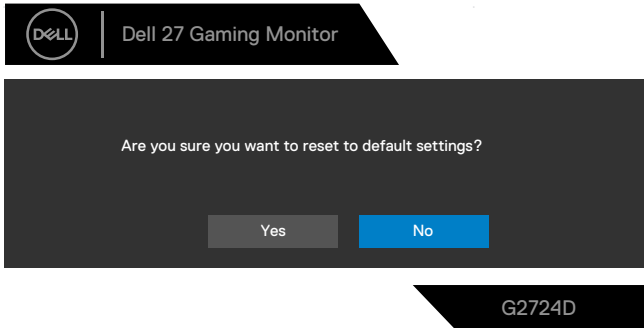 DELL
Dell 27 Gaming Monitor
Are you sure you want to reset to default settings?
Yes
No
G2724D